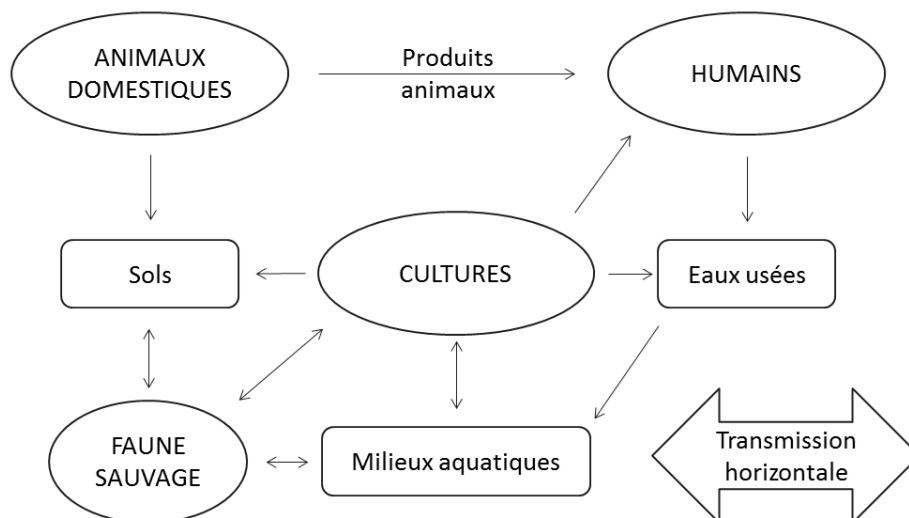 ANIMAUX
DOMESTIQUES
Produits
animaux
HUMAINS
Sols
CULTURES
Eaux usées
FAUNE
SAUVAGE
Milieux aquatiques
Transmission
horizontale